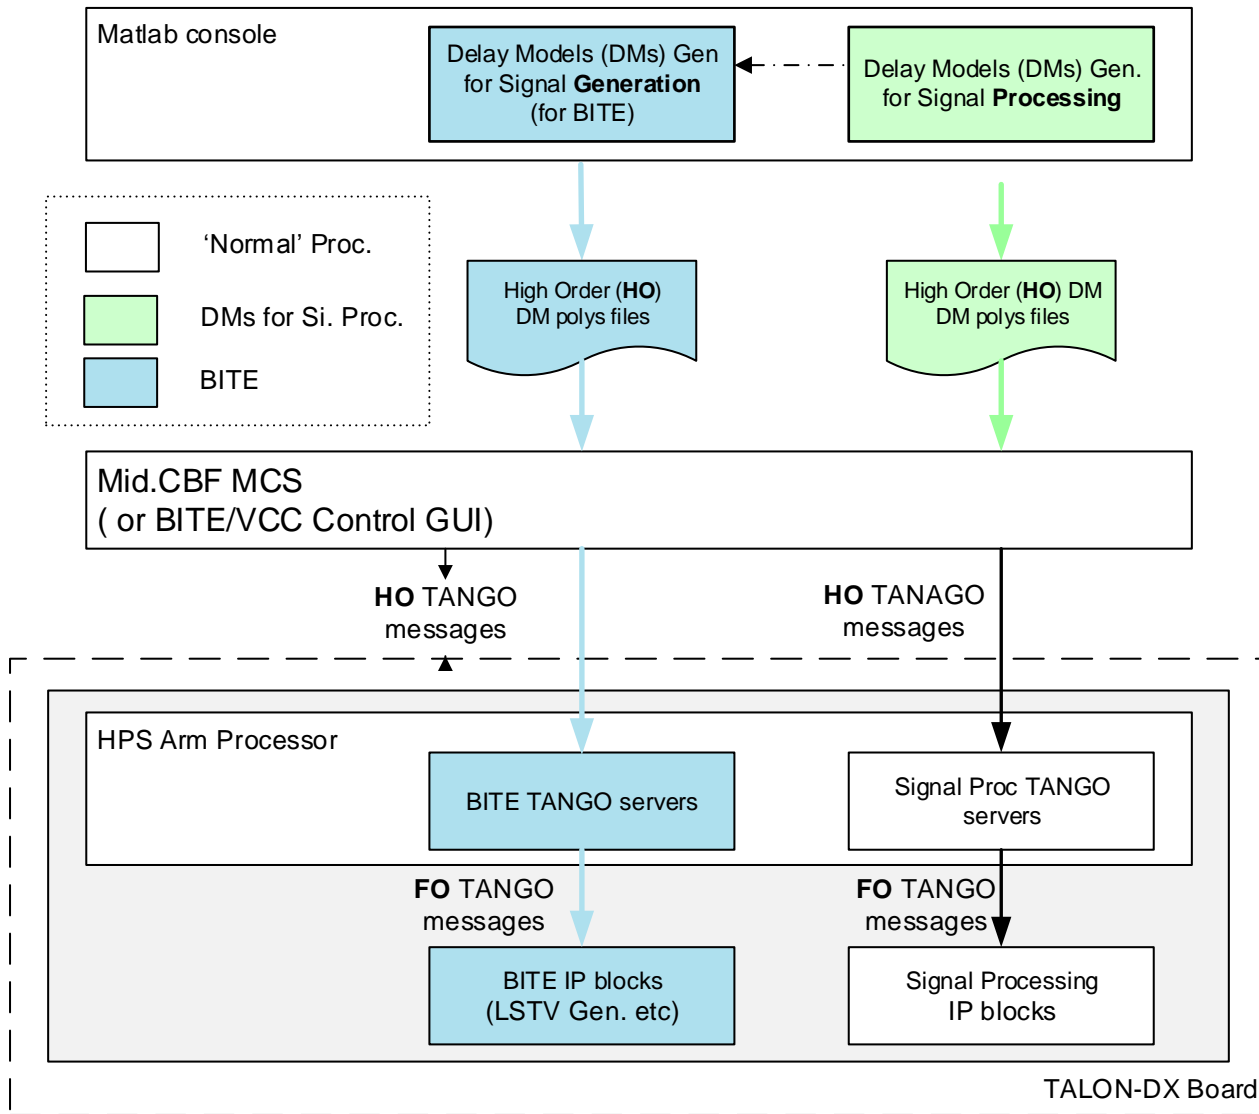 Matlab console
Delay Models (DMs) Gen
for Signal Generation
(for BITE)
Delay Models (DMs) Gen.
for Signal Processing
‘Normal’ Proc.
DMs for Si. Proc.
BITE
High Order (HO)
DM polys files
High Order (HO) DM
DM polys files
Mid.CBF MCS
( or BITE/VCC Control GUI)
HO TANGO
messages
HO TANAGO
messages
HPS Arm Processor
BITE TANGO servers
Signal Proc TANGO
servers
FO TANGO
messages
FO TANGO
messages
BITE IP blocks
(LSTV Gen. etc)
Signal Processing
IP blocks
TALON-DX Board